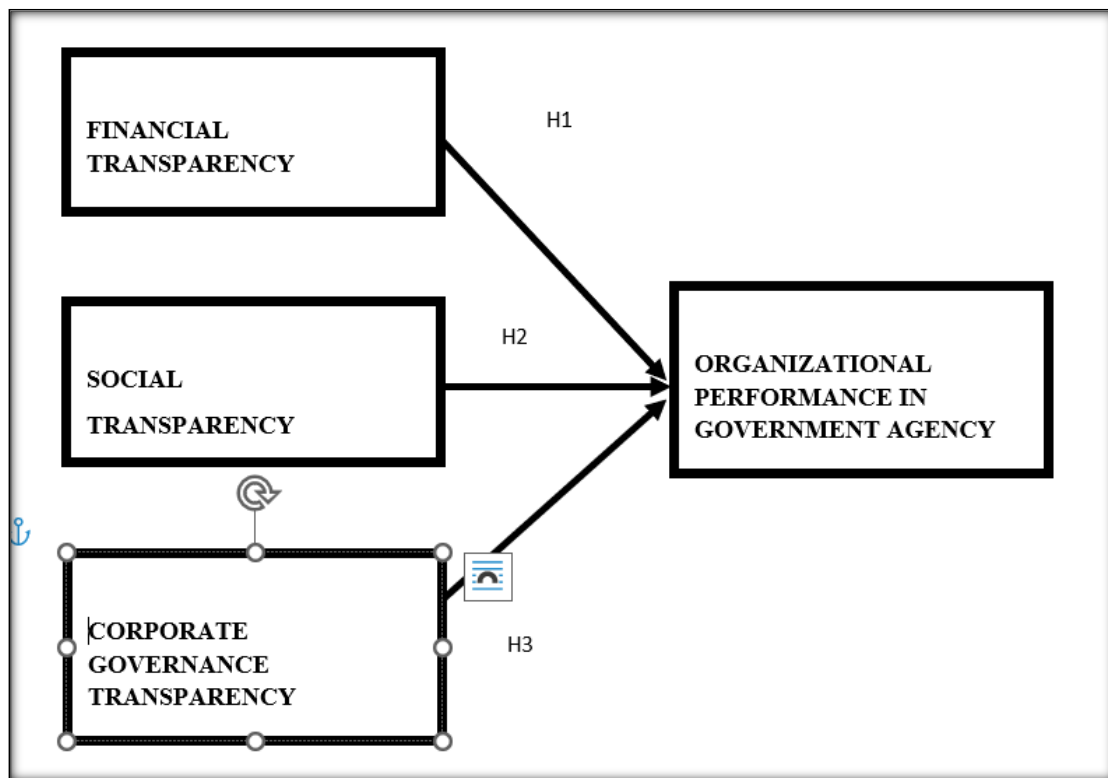 FINANCIAL
TRANSPARENCY
H1
SOCIAL
TRANSPARENCY
H2
ORGANIZATIONAL
PERFORMANCE IN
GOVERNMENT AGENCY
CORPORATE
GOVERNANCE
TRANSPARENCY
H3